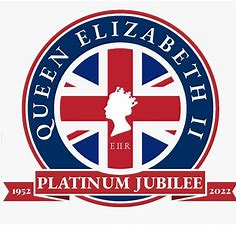 QUEEN ELIZABETH II
EIIR
1952 PLATINUM JUBILEE 2022